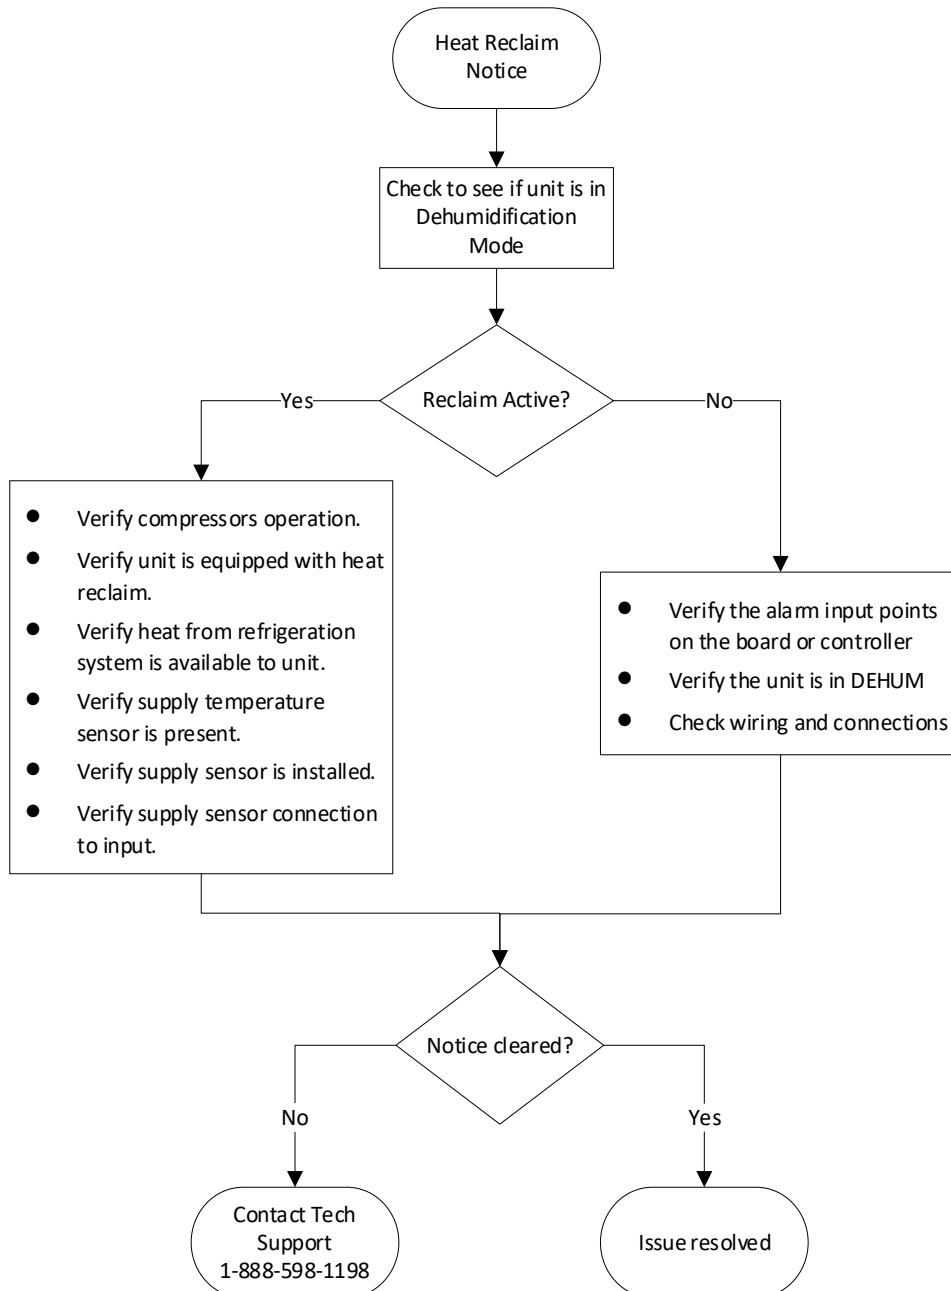 Heat Reclaim
Notice
Check to see if unit is in
Dehumidification
Mode
Reclaim Active?
Yes
No
● Verify compressors operation.
● Verify unit is equipped with heat
reclaim.
● Verify heat from refrigeration
system is available to unit.
● Verify supply temperature
sensor is present.
● Verify supply sensor is installed.
● Verify supply sensor connection
to input.
● Verify the alarm input points
on the board or controller
● Verify the unit is in DEHUM
● Check wiring and connections
Notice cleared?
No
Yes
Contact Tech
Support
1-888-598-1198
Issue resolved